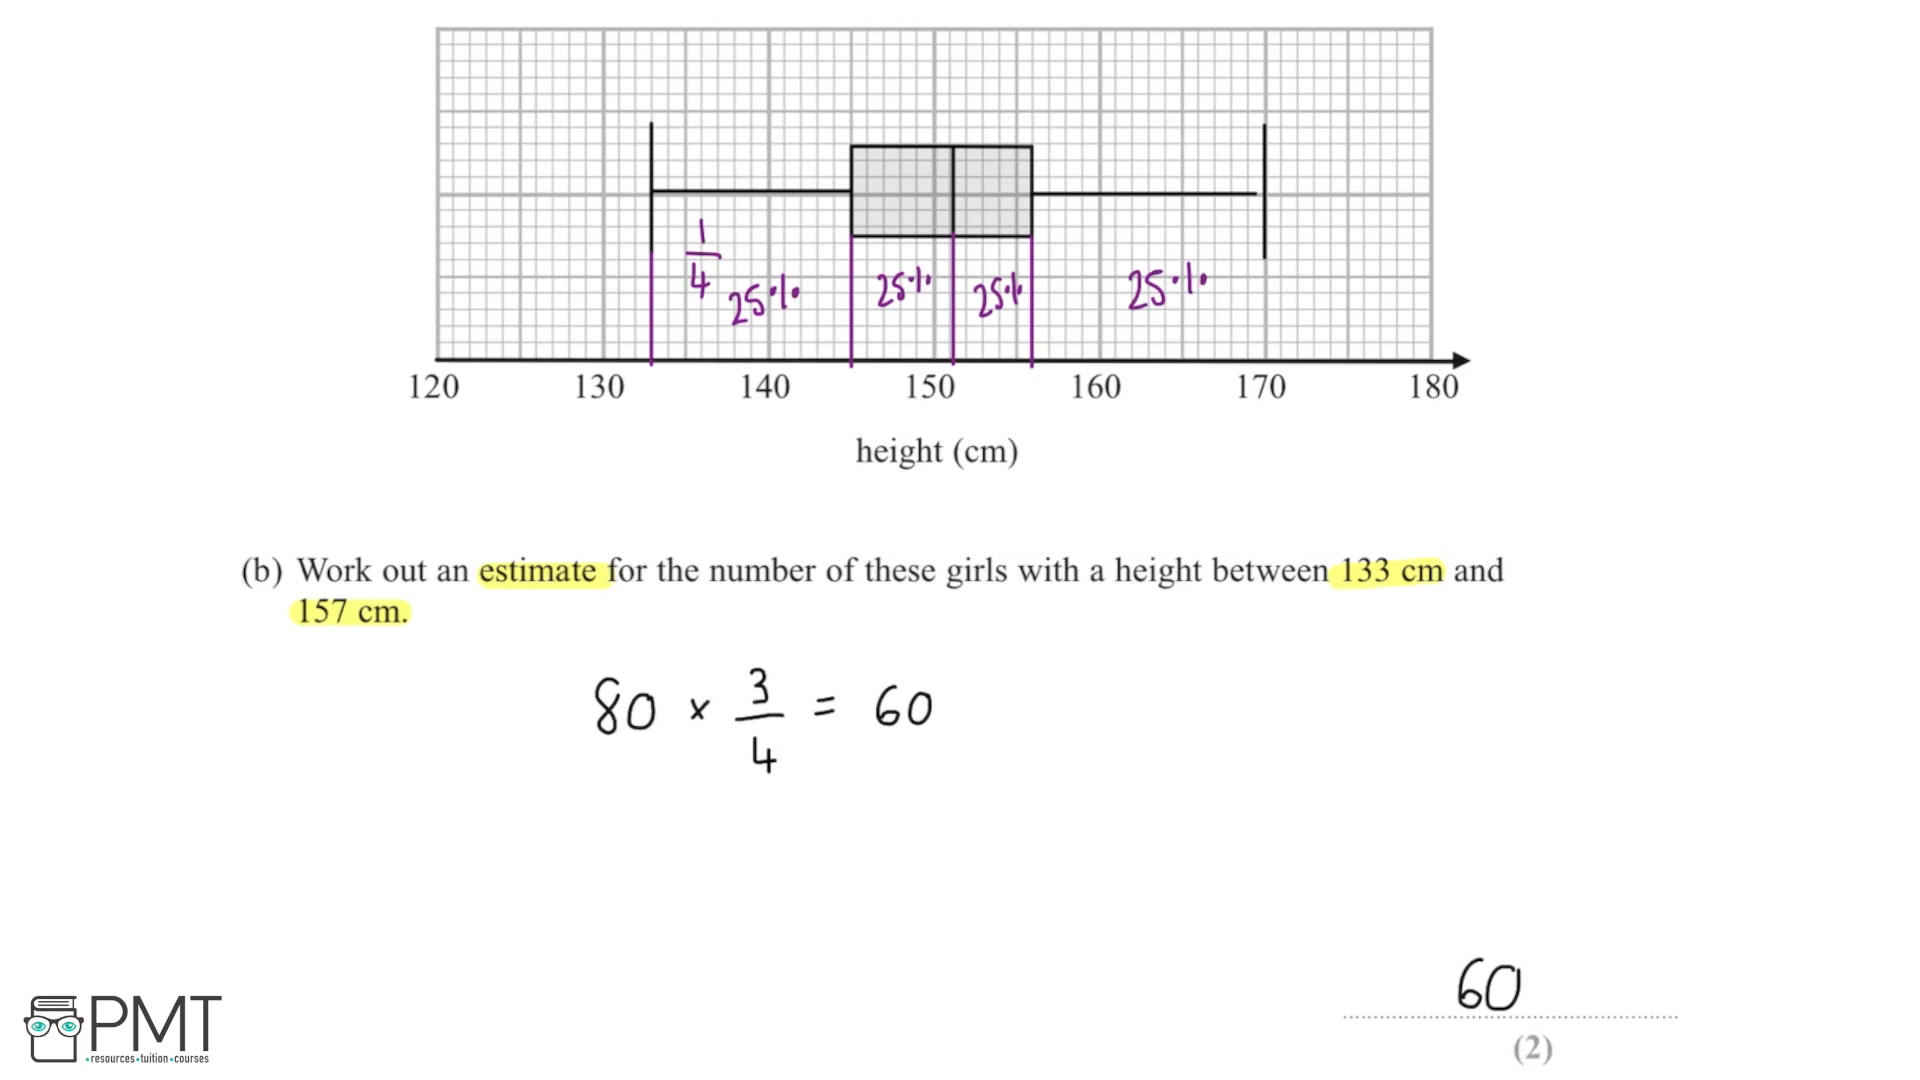 1
4
25%
25%
25%
25%
120 130 140 150 160 170 180
height (cm)
(b) Work out an estimate for the number of these girls with a height between 133 cm and
157 cm.
80 × 3/4 = 60
60
(2)
PMT
•resources•tuition•courses